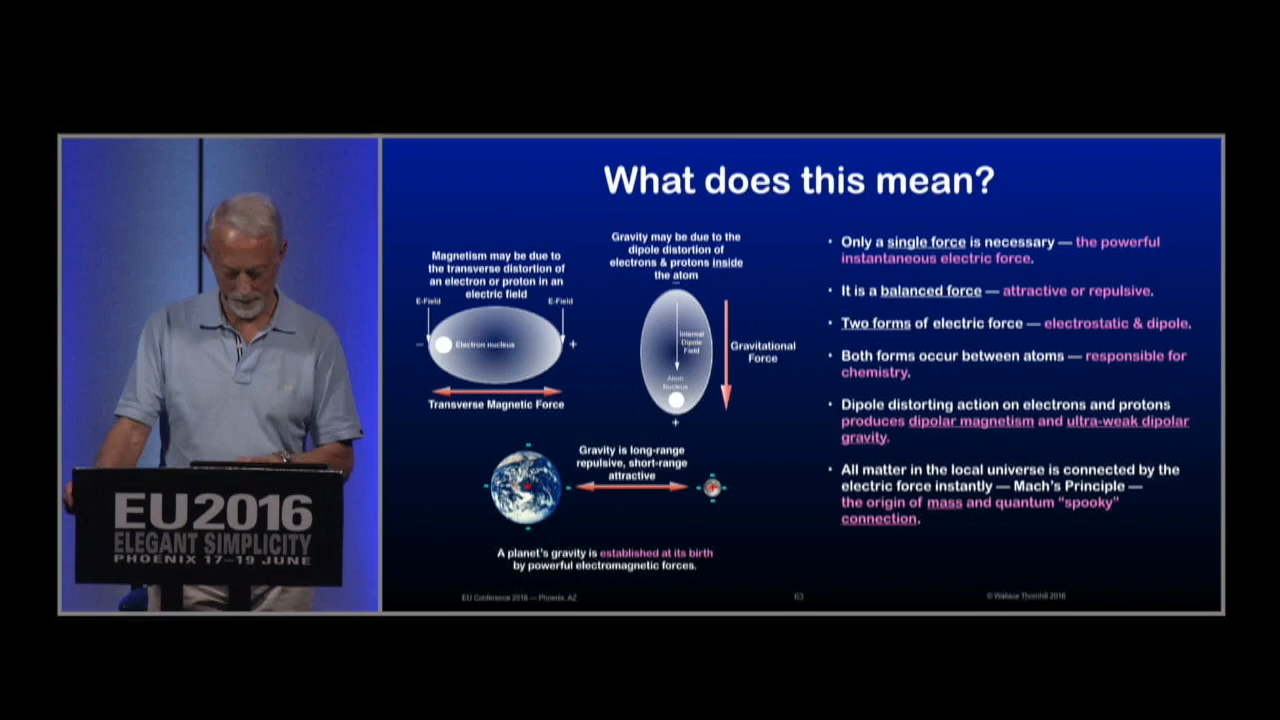 EU2016
ELEGANT SIMPLICITY
PHOENIX 17–19 JUNE
What does this mean?
Magnetism may be due to
the transverse distortion of
an electron or proton in an
electric field
E-Field
E-Field
−
Electron nucleus
+
Transverse Magnetic Force
Gravity may be due to the
dipole distortion of
electrons & protons inside
the atom
−
Internal
Dipole
Field
Atom
Nucleus
+
Gravitational
Force
Gravity is long-range
repulsive, short-range
attractive
A planet's gravity is established at its birth
by powerful electromagnetic forces.
• Only a single force is necessary — the powerful
instantaneous electric force.
• It is a balanced force — attractive or repulsive.
• Two forms of electric force — electrostatic & dipole.
• Both forms occur between atoms — responsible for
chemistry.
• Dipole distorting action on electrons and protons
produces dipolar magnetism and ultra-weak dipolar
gravity.
• All matter in the local universe is connected by the
electric force instantly — Mach's Principle —
the origin of mass and quantum "spooky"
connection.
EU Conference 2016 — Phoenix, AZ
63
© Wallace Thornhill 2016